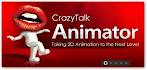 CrazyTalk
Animator
Taking 2D Animation to the Next Level